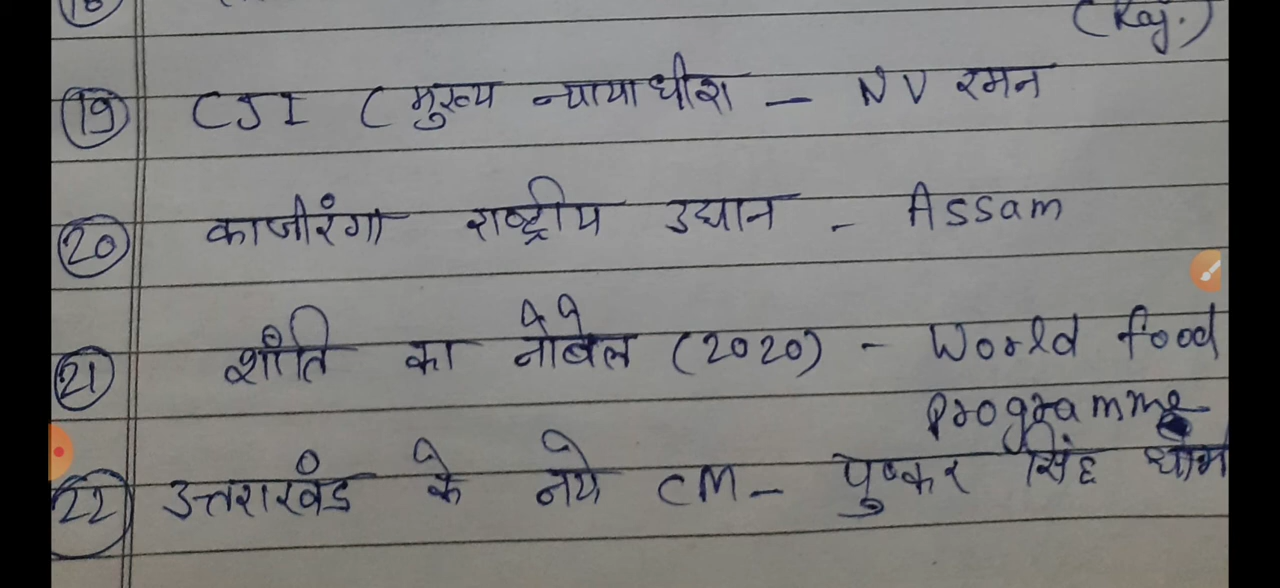 (Raj.)
19 CJI (मुख्य न्यायाधीश - NV रमन
20 काजीरंगा राष्ट्रीय उद्यान - Assam
21 शांति का नोबेल (2020) - World food
Programme
22 उत्तराखंड के नये CM - पुष्कर सिंह